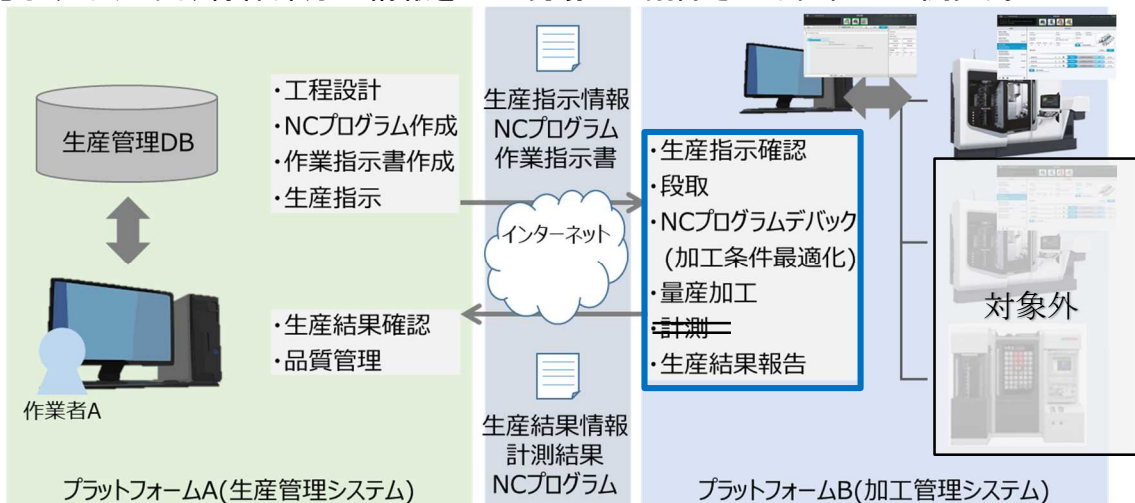 生産管理DB
作業者A
・工程設計
・NCプログラム作成
・作業指示書作成
・生産指示
・生産結果確認
・品質管理
プラットフォームA(生産管理システム)
生産指示情報
NCプログラム
作業指示書
インターネット
生産結果情報
計測結果
NCプログラム
・生産指示確認
・段取
・NCプログラムデバック
(加工条件最適化)
・量産加工
・計測
・生産結果報告
対象外
プラットフォームB(加工管理システム)